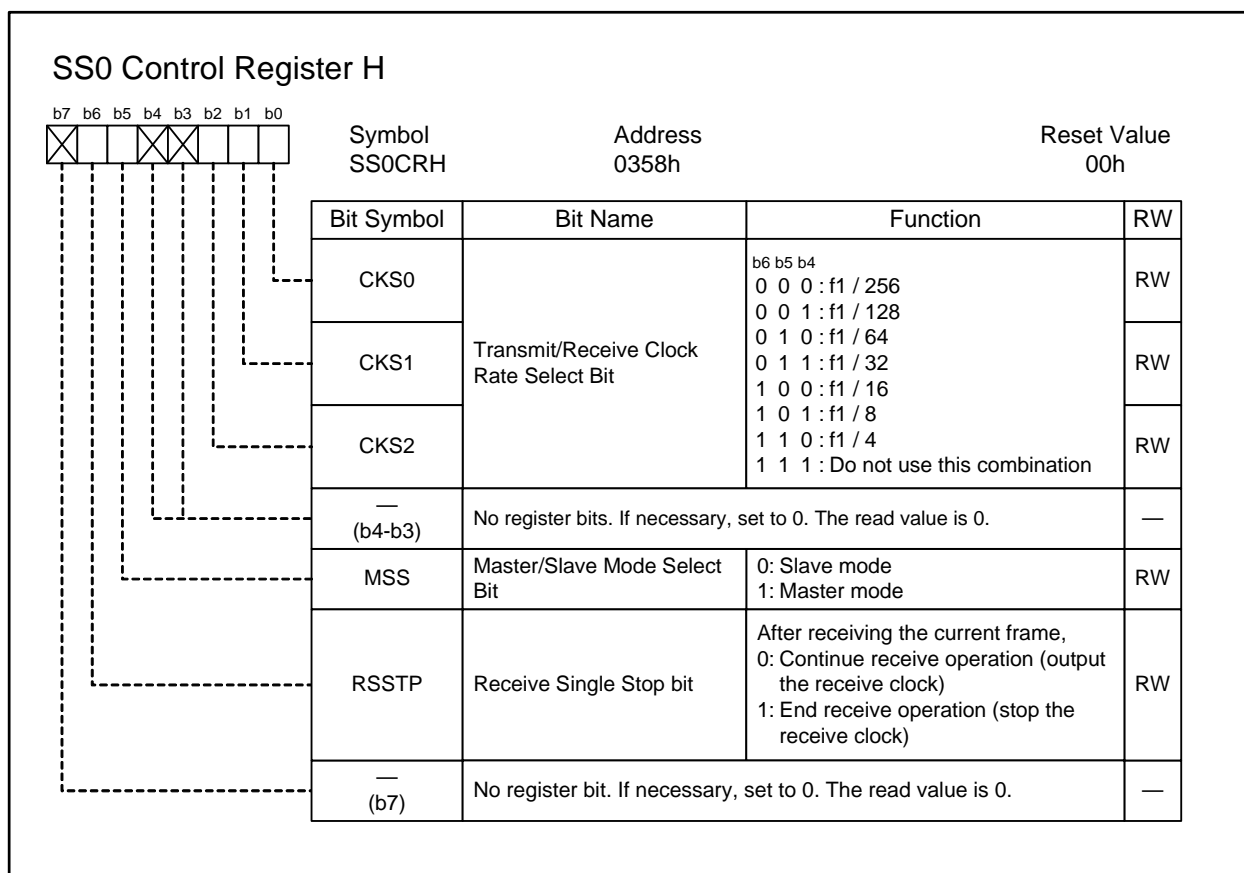 SS0 Control Register H
b7 b6 b5 b4 b3 b2 b1 b0
Symbol Address Reset Value
SS0CRH 0358h 00h
Bit Symbol Bit Name Function RW
CKS0 RW
CKS1 RW
CKS2 RW
Transmit/Receive Clock
Rate Select Bit
b6 b5 b4
0 0 0 : f1 / 256
0 0 1 : f1 / 128
0 1 0 : f1 / 64
0 1 1 : f1 / 32
1 0 0 : f1 / 16
1 0 1 : f1 / 8
1 1 0 : f1 / 4
1 1 1 : Do not use this combination
—
(b4-b3)
No register bits. If necessary, set to 0. The read value is 0. —
MSS
Master/Slave Mode Select
Bit
0: Slave mode
1: Master mode
RW
RSSTP
Receive Single Stop bit
After receiving the current frame,
0: Continue receive operation (output
the receive clock)
1: End receive operation (stop the
receive clock)
RW
—
(b7)
No register bit. If necessary, set to 0. The read value is 0. —